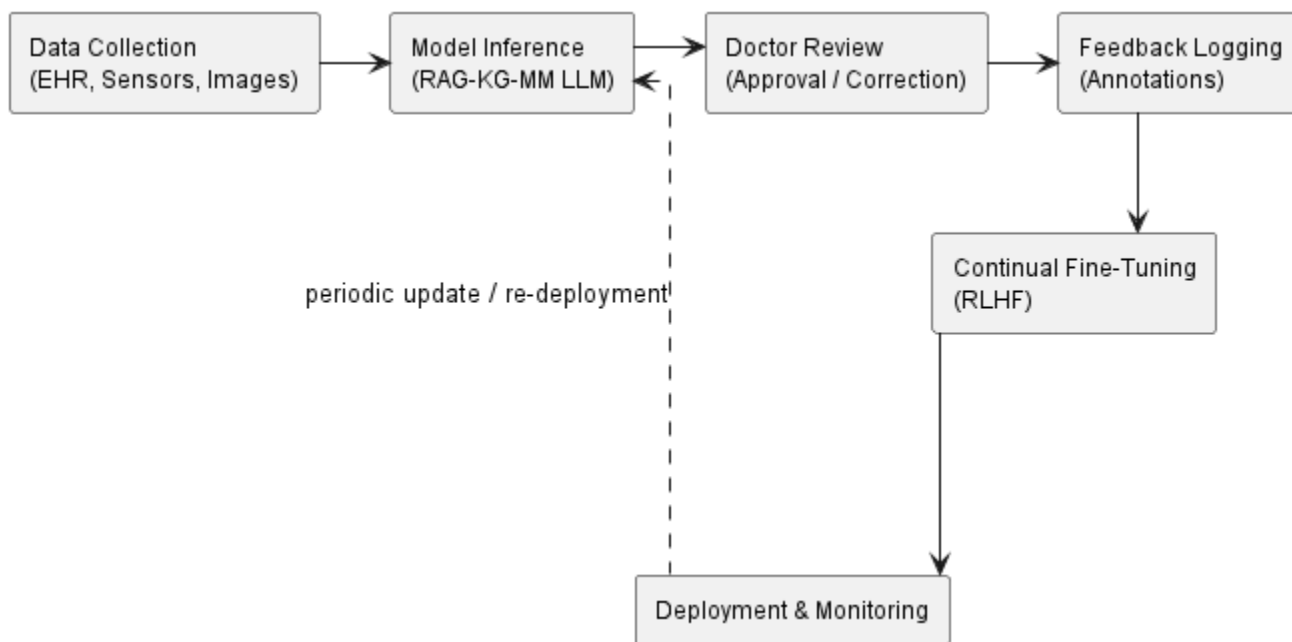 Data Collection
(EHR, Sensors, Images)
Model Inference
(RAG-KG-MM LLM)
Doctor Review
(Approval / Correction)
Feedback Logging
(Annotations)
Continual Fine-Tuning
(RLHF)
periodic update / re-deployment
Deployment & Monitoring